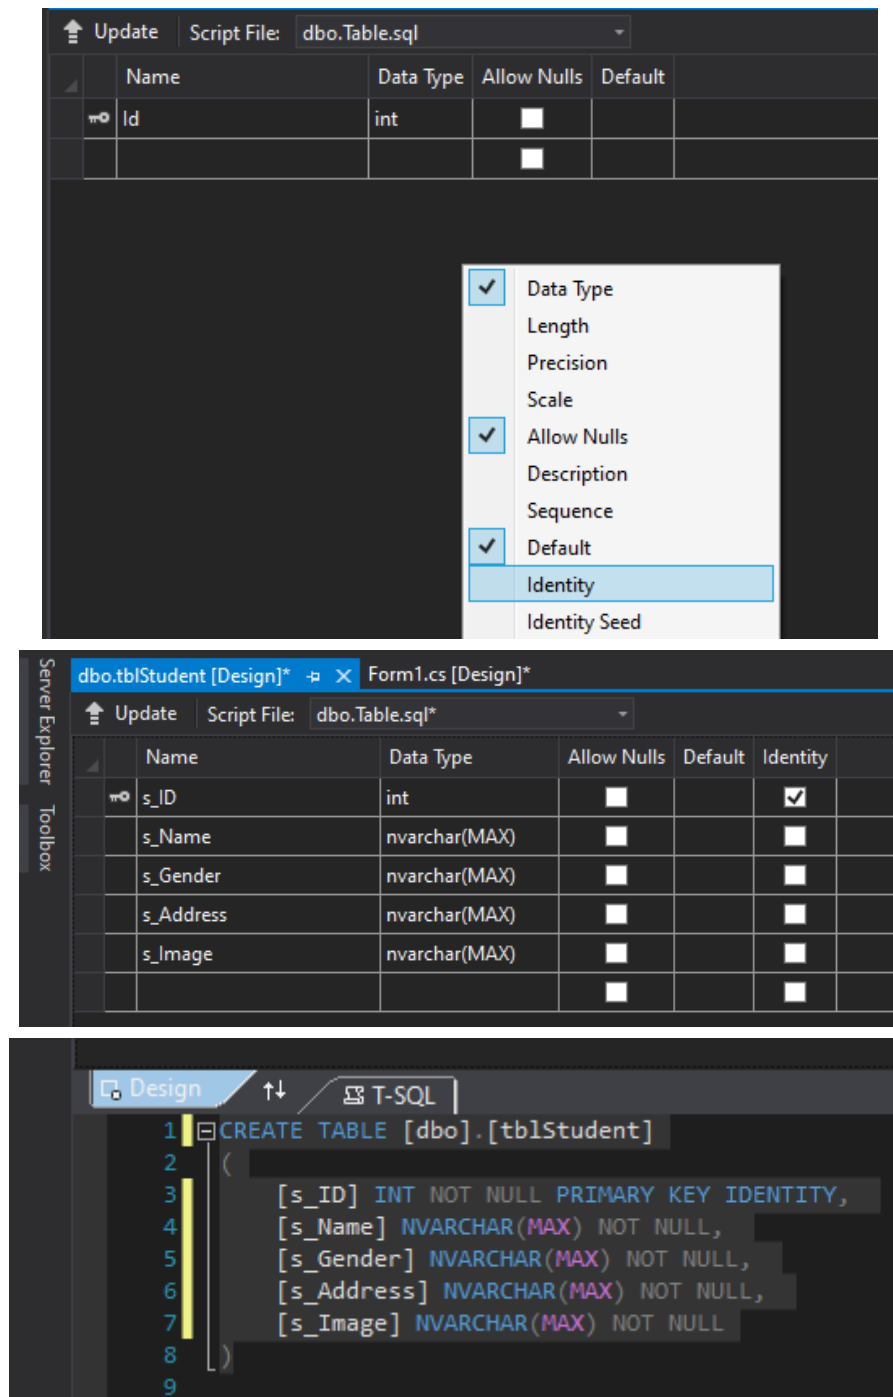 Update Script File: dbo.Table.sql
Name Data Type Allow Nulls Default
Id int
Data Type
Length
Precision
Scale
Allow Nulls
Description
Sequence
Default
Identity
Identity Seed
Server Explorer
Toolbox
dbo.tblStudent [Design]* Form1.cs [Design]*
Update Script File: dbo.Table.sql*
Name Data Type Allow Nulls Default Identity
s_ID int
s_Name nvarchar(MAX)
s_Gender nvarchar(MAX)
s_Address nvarchar(MAX)
s_Image nvarchar(MAX)
Design T-SQL
1 CREATE TABLE [dbo].[tblStudent]
2 (
3 [s_ID] INT NOT NULL PRIMARY KEY IDENTITY,
4 [s_Name] NVARCHAR(MAX) NOT NULL,
5 [s_Gender] NVARCHAR(MAX) NOT NULL,
6 [s_Address] NVARCHAR(MAX) NOT NULL,
7 [s_Image] NVARCHAR(MAX) NOT NULL
8 )
9